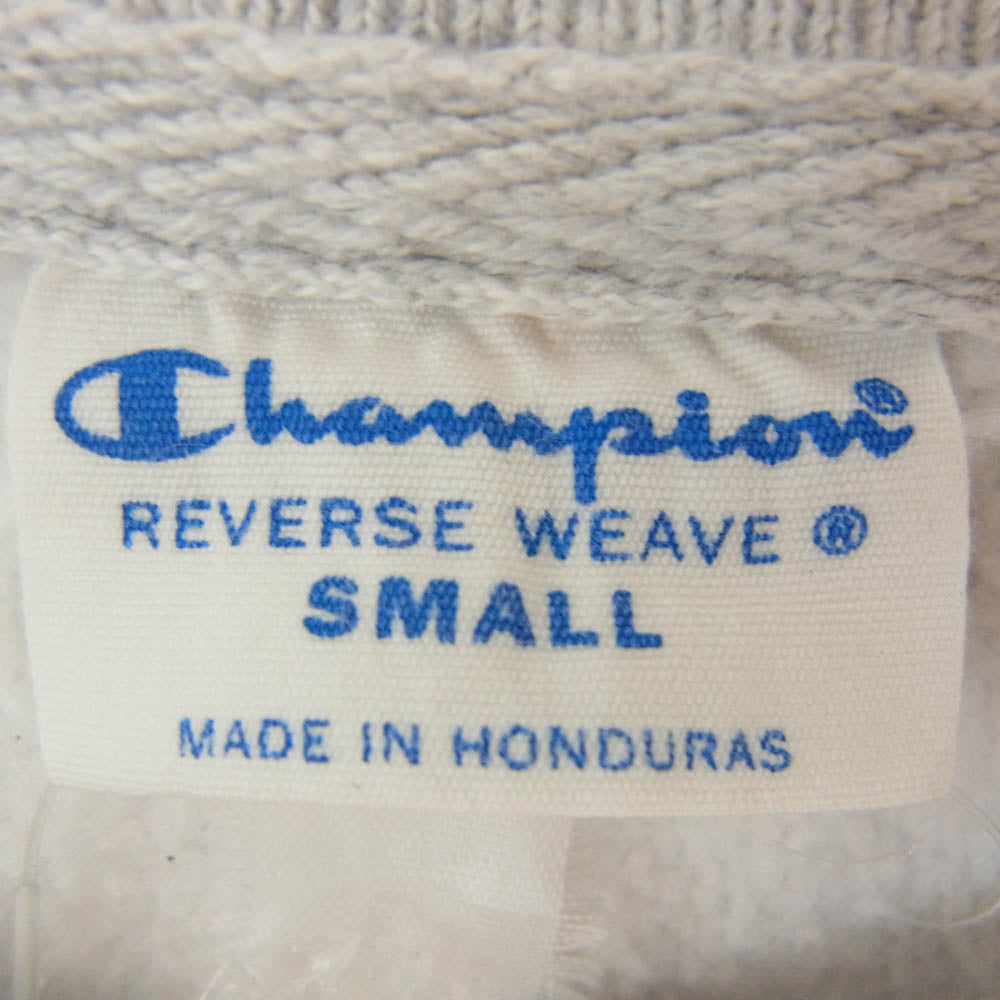 Champion®
REVERSE WEAVE ®
SMALL
MADE IN HONDURAS